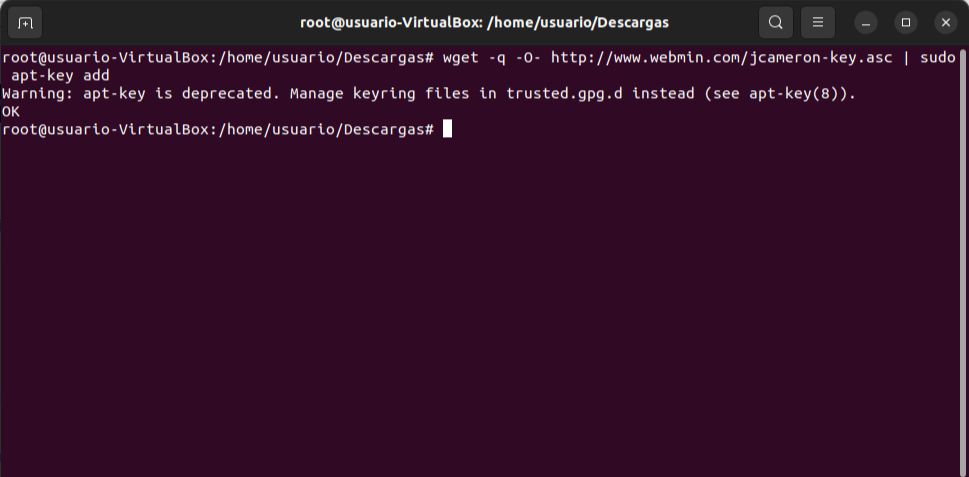 root@usuario-VirtualBox: /home/usuario/Descargas
root@usuario-VirtualBox:/home/usuario/Descargas# wget -q -O- http://www.webmin.com/jcameron-key.asc | sudo
 apt-key add
Warning: apt-key is deprecated. Manage keyring files in trusted.gpg.d instead (see apt-key(8)).
OK
root@usuario-VirtualBox:/home/usuario/Descargas#